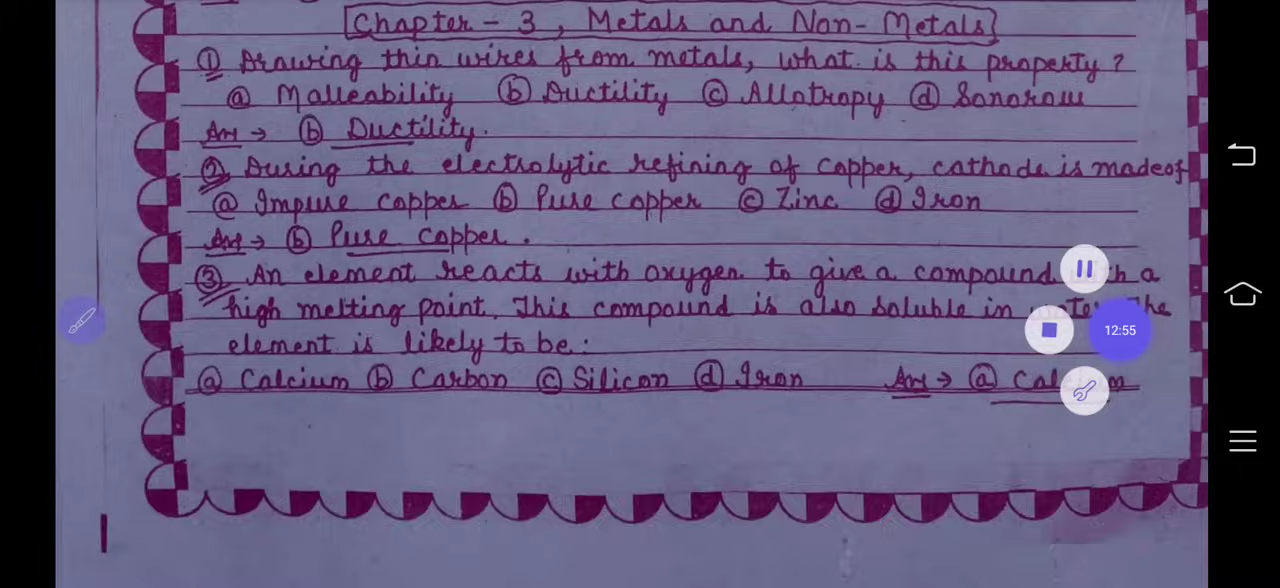 Chapter - 3 , Metals and Non-Metals
① Drawing thin wires from metals, what is this property?
ⓐ Malleability ⓑ Ductility ⓒ Allotropy ⓓ Sonorous
Ans → ⓑ Ductility.
② During the electrolytic refining of copper, cathode is made of
ⓐ Impure copper ⓑ Pure copper ⓒ Zinc ⓓ Iron
Ans → ⓑ Pure copper.
③ An element reacts with oxygen to give a compound a
high melting point. This compound is also soluble in
element is likely to be:
ⓐ Calcium ⓑ Carbon ⓒ Silicon ⓓ Iron Ans → ⓐ
12:55